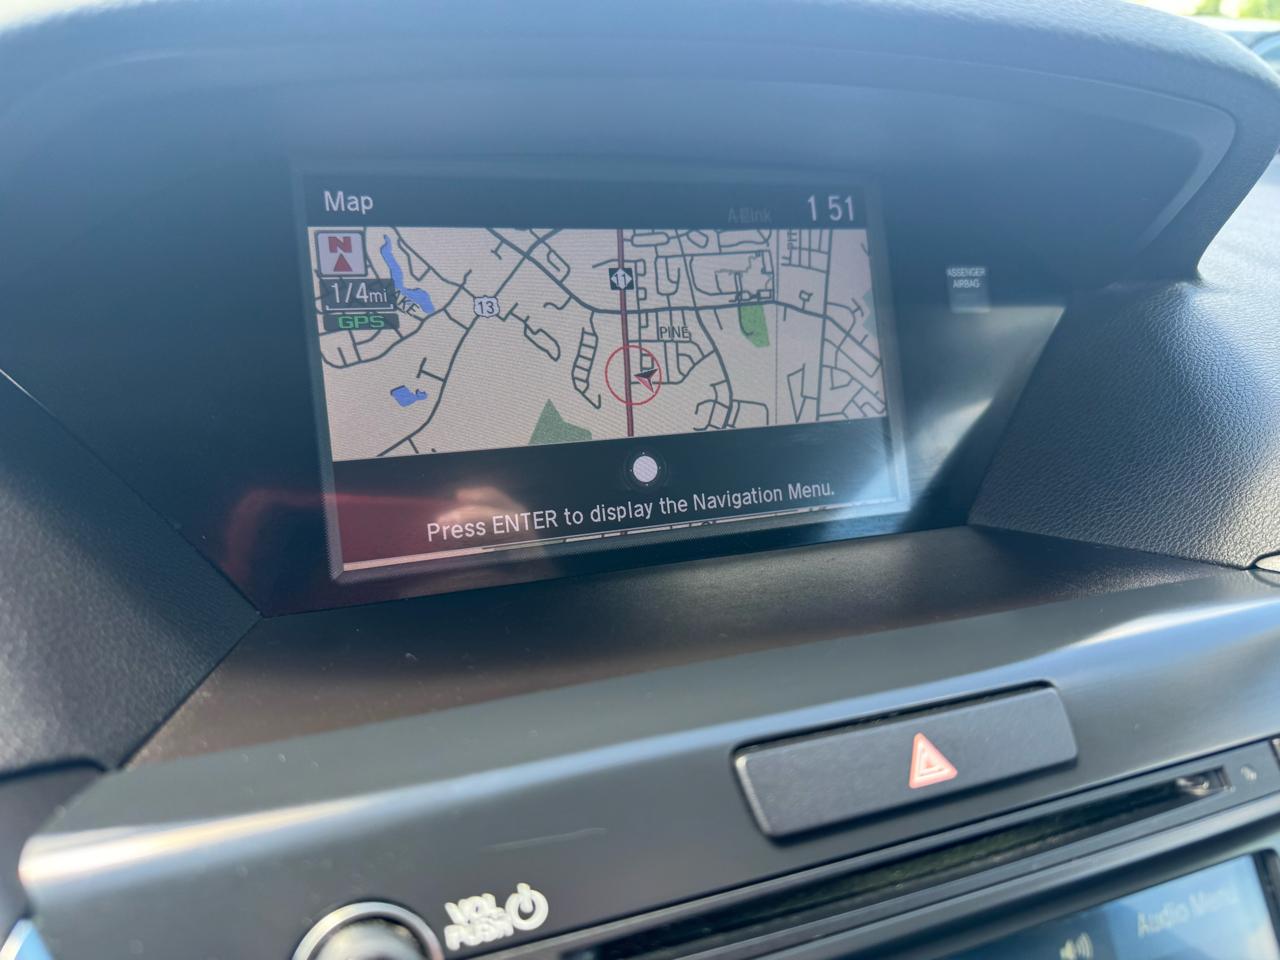 Map
1 51
N
1/4mi
GPS
13
11
PINE
Press ENTER to display the Navigation Menu.
PASSENGER
AIRBAG
VOL
PUSH
Audio Menu